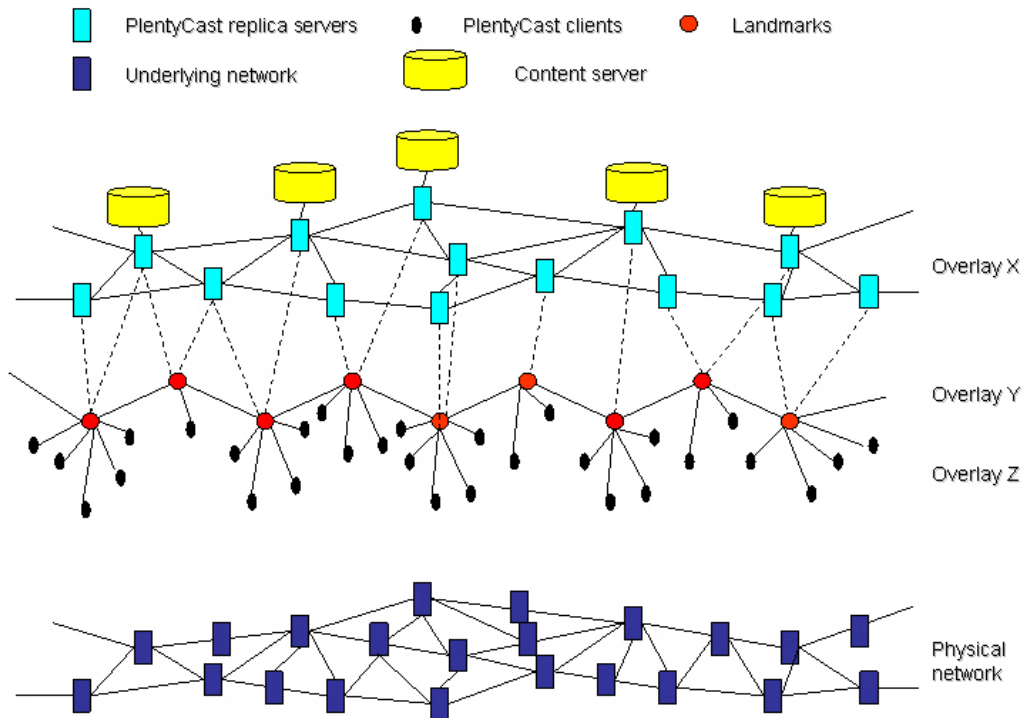 PlentyCast replica servers
PlentyCast clients
Landmarks
Underlying network
Content server
Overlay X
Overlay Y
Overlay Z
Physical
network